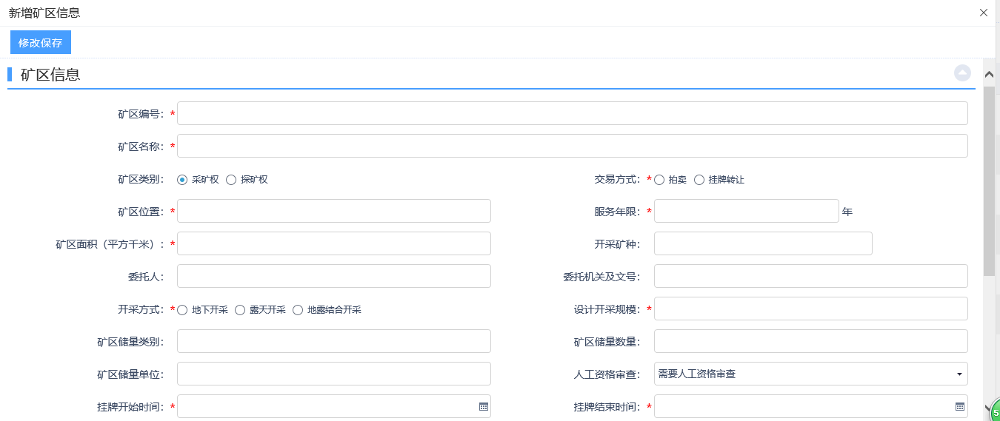 新增矿区信息
修改保存
矿区信息
矿区编号：*
矿区名称：*
矿区类别： 采矿权 探矿权 交易方式：* 拍卖 挂牌转让
矿区位置：* 服务年限：* 年
矿区面积（平方千米）：* 开采矿种：
委托人： 委托机关及文号：
开采方式：* 地下开采 露天开采 地露结合开采 设计开采规模：*
矿区储量类别： 矿区储量数量：
矿区储量单位： 人工资格审查： 需要人工资格审查
挂牌开始时间：* 挂牌结束时间：*
5